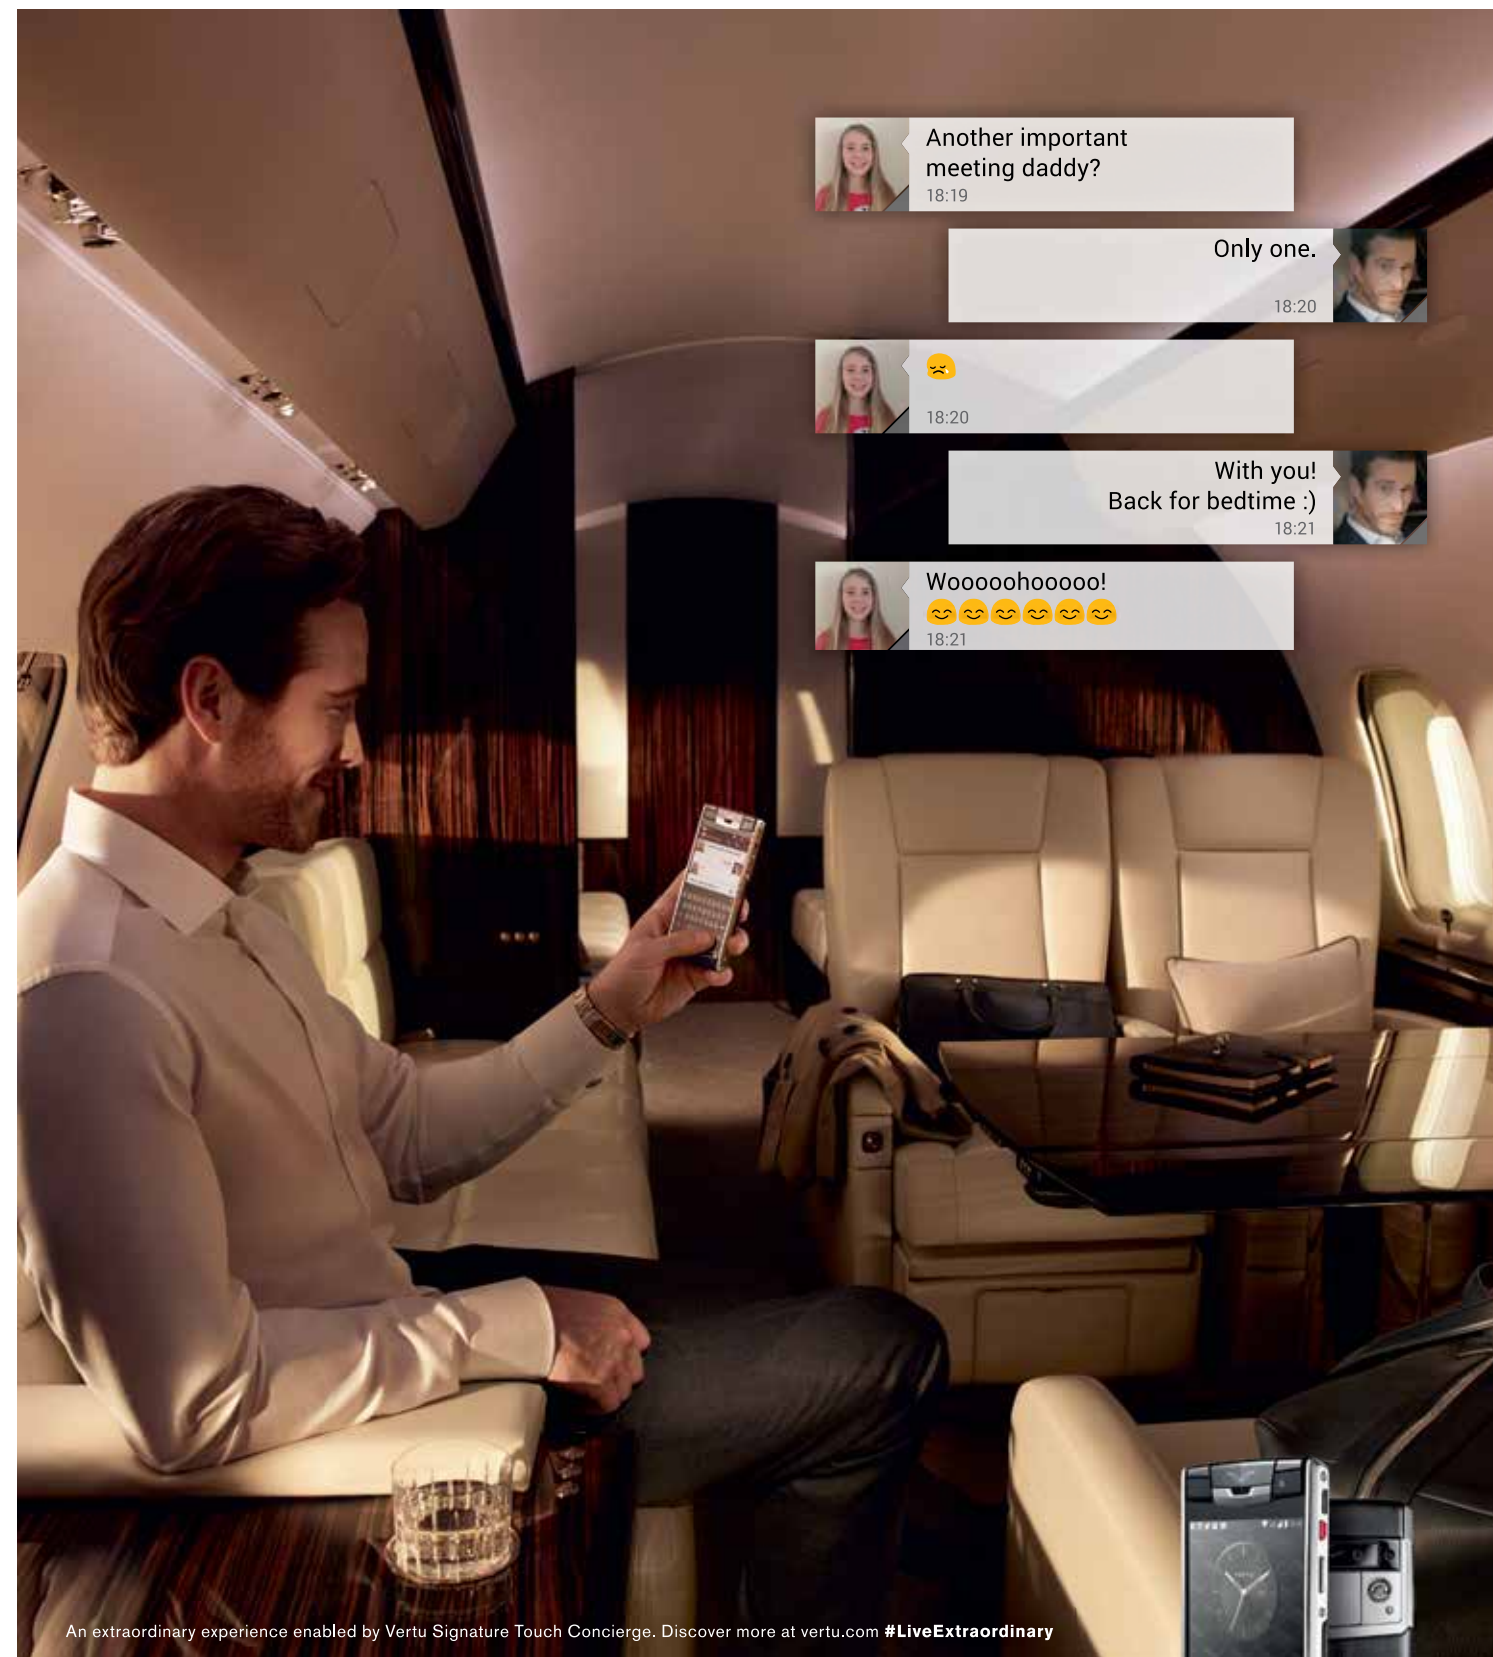 Another important
meeting daddy?
18:19
Only one.
18:20
😢
18:20
With you!
Back for bedtime :)
18:21
Wooooohooooo!
😊😊😊😊😊😊
18:21
VERTU
An extraordinary experience enabled by Vertu Signature Touch Concierge. Discover more at vertu.com #LiveExtraordinary